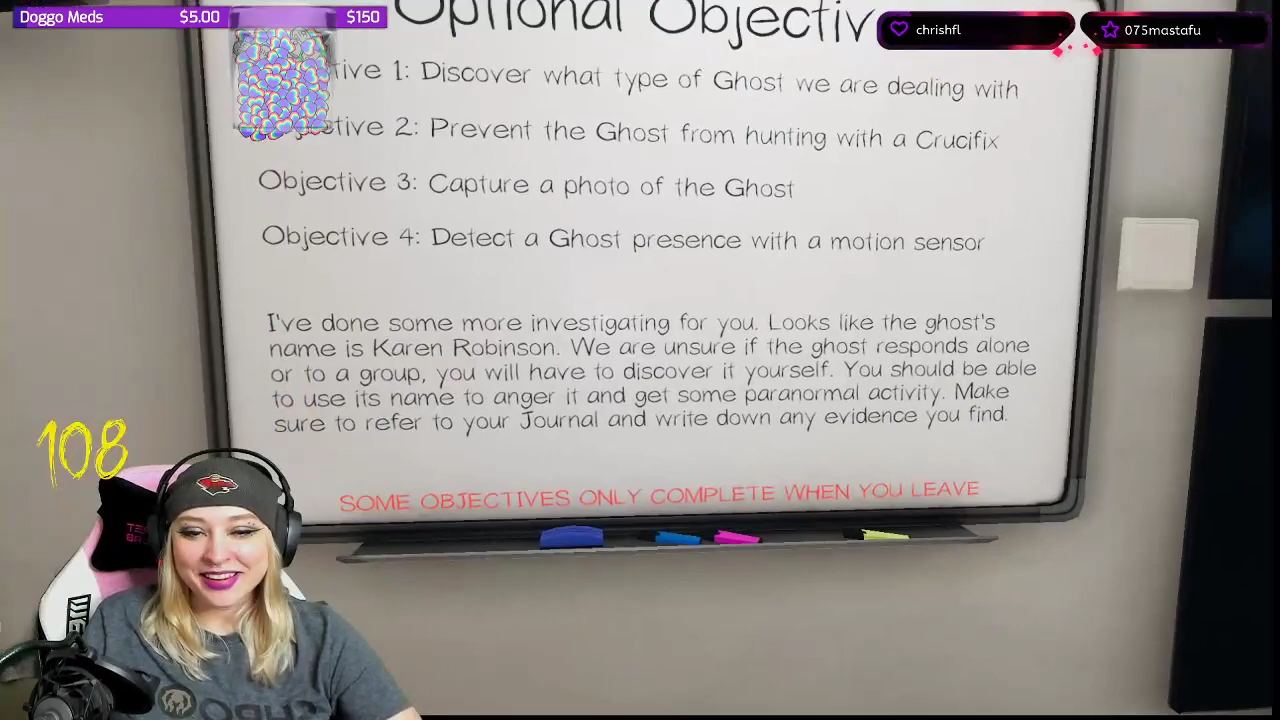 Doggo Meds $5.00 $150
Optional Objectiv
chrishfl
075mastafu
tive 1: Discover what type of Ghost we are dealing with
ctive 2: Prevent the Ghost from hunting with a Crucifix
Objective 3: Capture a photo of the Ghost
Objective 4: Detect a Ghost presence with a motion sensor
I've done some more investigating for you. Looks like the ghost's
name is Karen Robinson. We are unsure if the ghost responds alone
or to a group, you will have to discover it yourself. You should be able
to use its name to anger it and get some paranormal activity. Make
sure to refer to your Journal and write down any evidence you find.
108
SOME OBJECTIVES ONLY COMPLETE WHEN YOU LEAVE